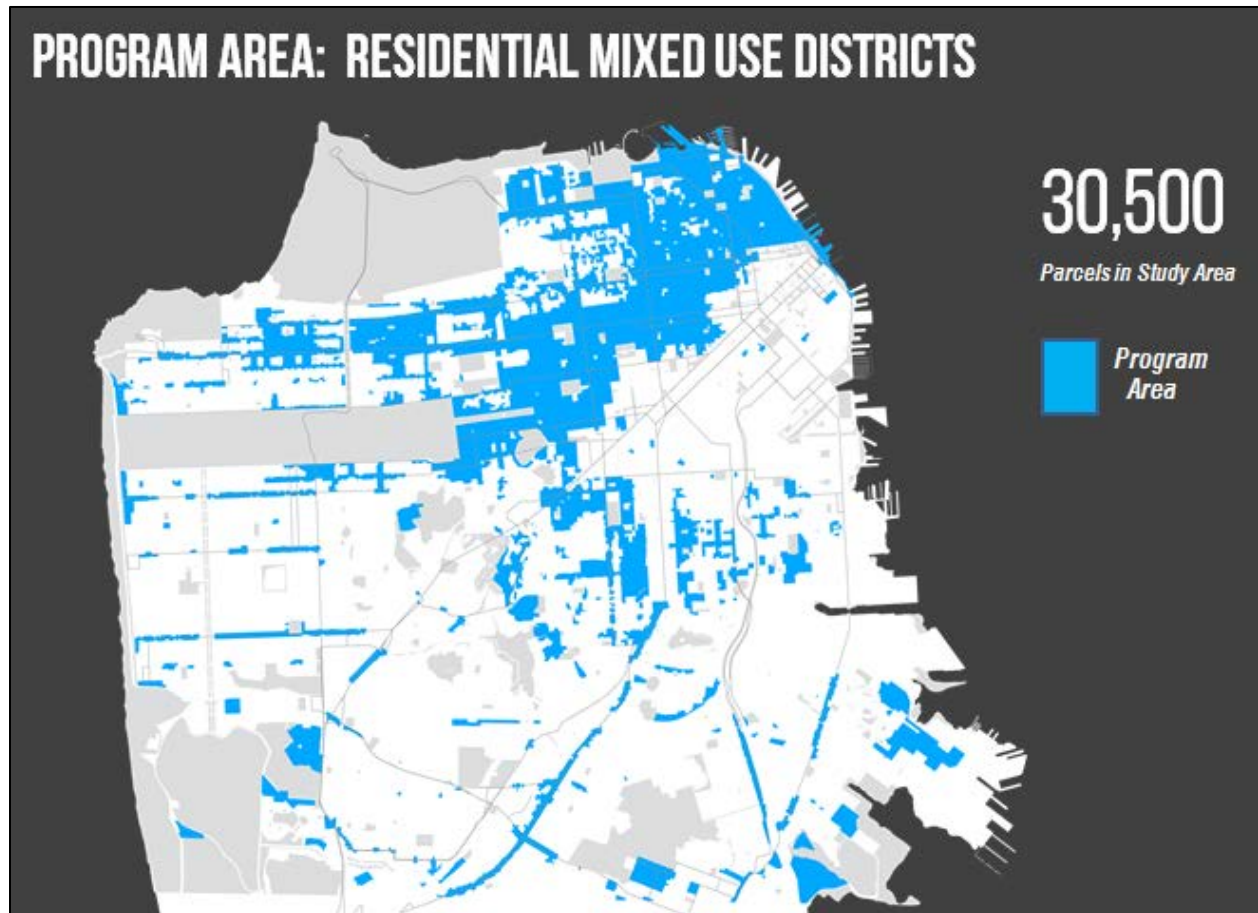 PROGRAM AREA: RESIDENTIAL MIXED USE DISTRICTS
30,500
Parcels in Study Area
Program
Area